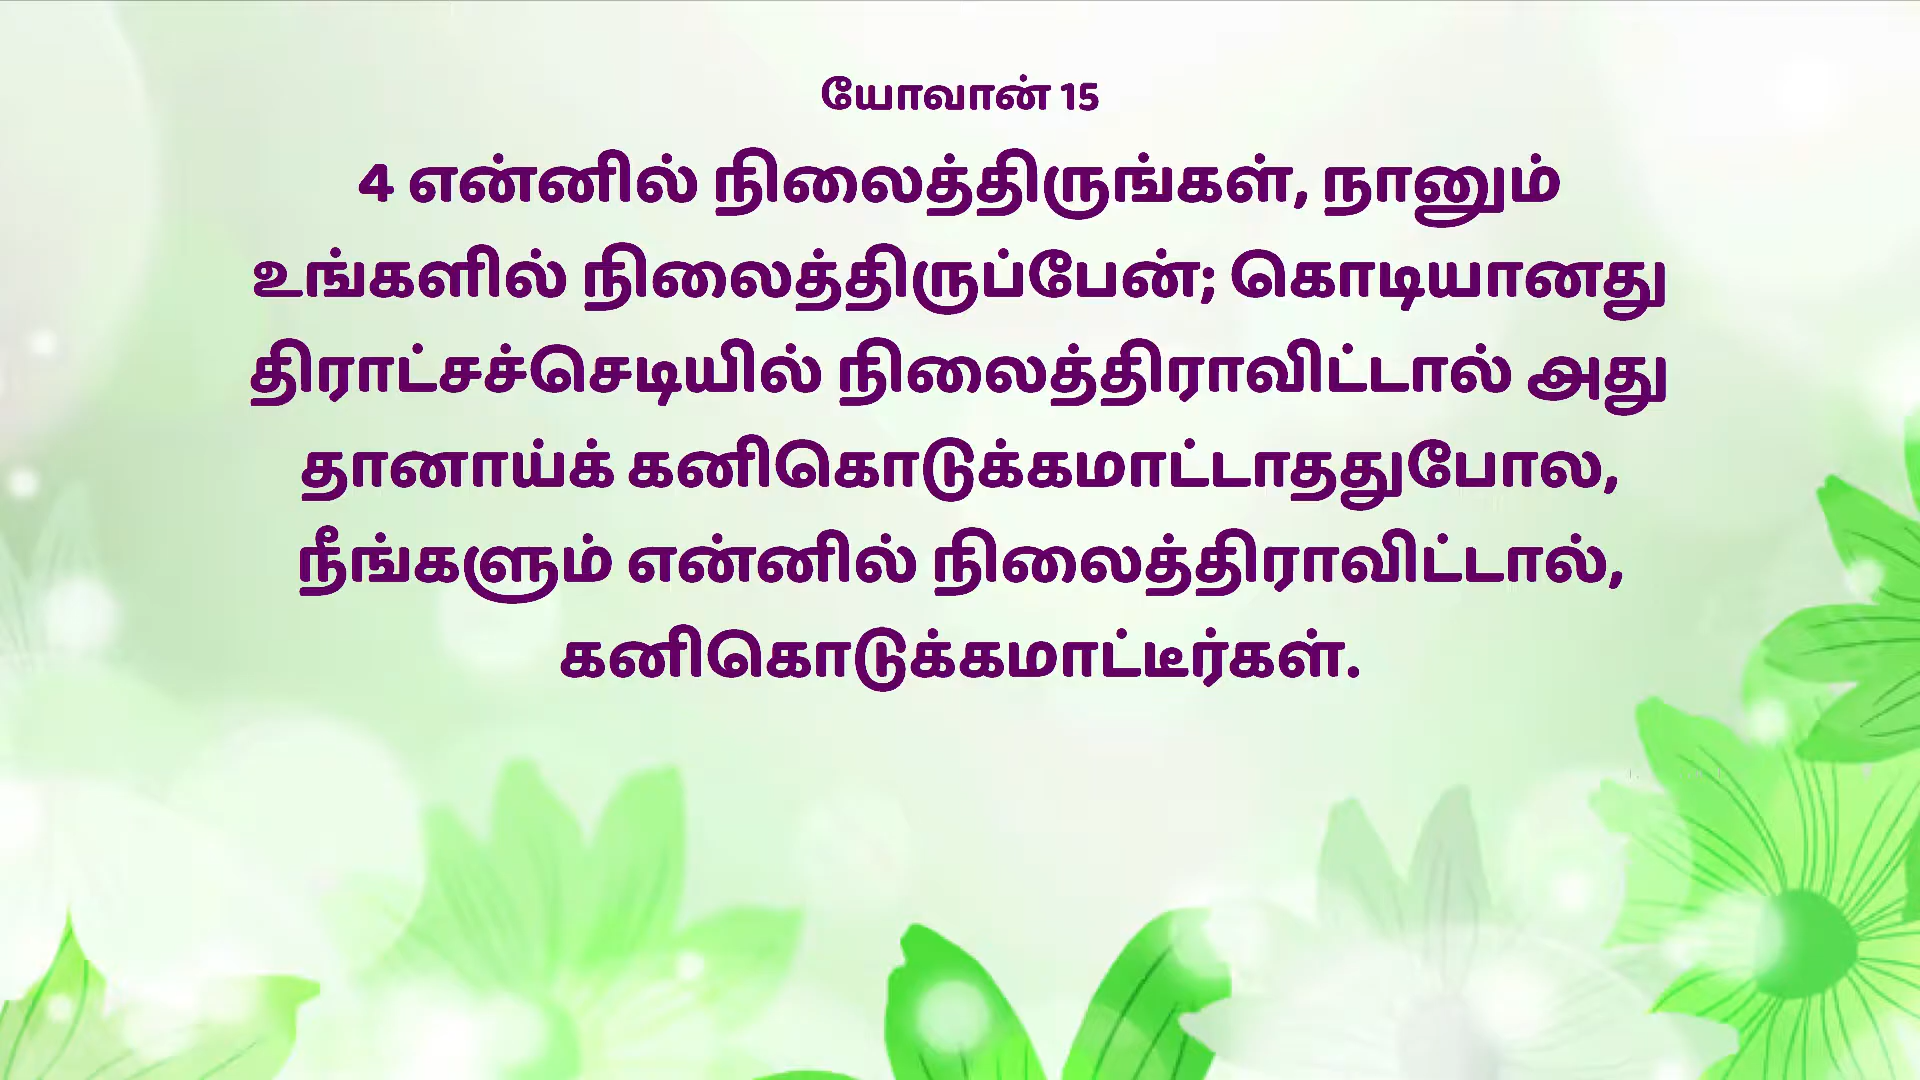 யோவான் 15
4 என்னில் நிலைத்திருங்கள், நானும்
உங்களில் நிலைத்திருப்பேன்; கொடியானது
திராட்சச்செடியில் நிலைத்திராவிட்டால் அது
தானாய்க் கனிகொடுக்கமாட்டாததுபோல,
நீங்களும் என்னில் நிலைத்திராவிட்டால்,
கனிகொடுக்கமாட்டீர்கள்.